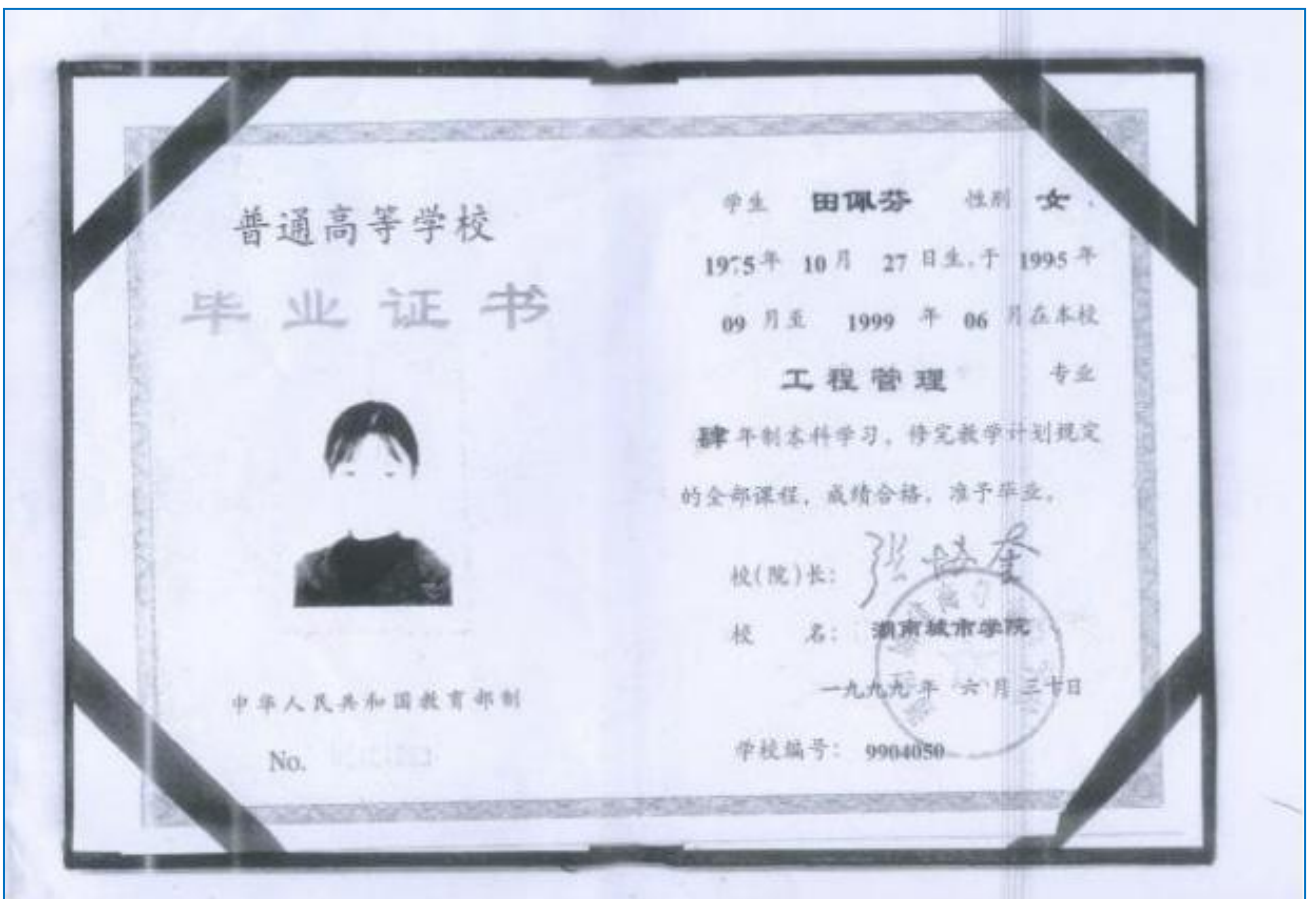 普通高等学校
毕业证书
中华人民共和国教育部制
No.
学生 田佩芬 性别 女,
1975年 10月 27日生,于 1995年
09月至 1999 年 06 月在本校
工程管理 专业
肆年制本科学习,修完教学计划规定
的全部课程,成绩合格,准予毕业。
校(院)长:
校 名: 湖南城市学院
一九九九年 六月三十日
学校编号: 9904050